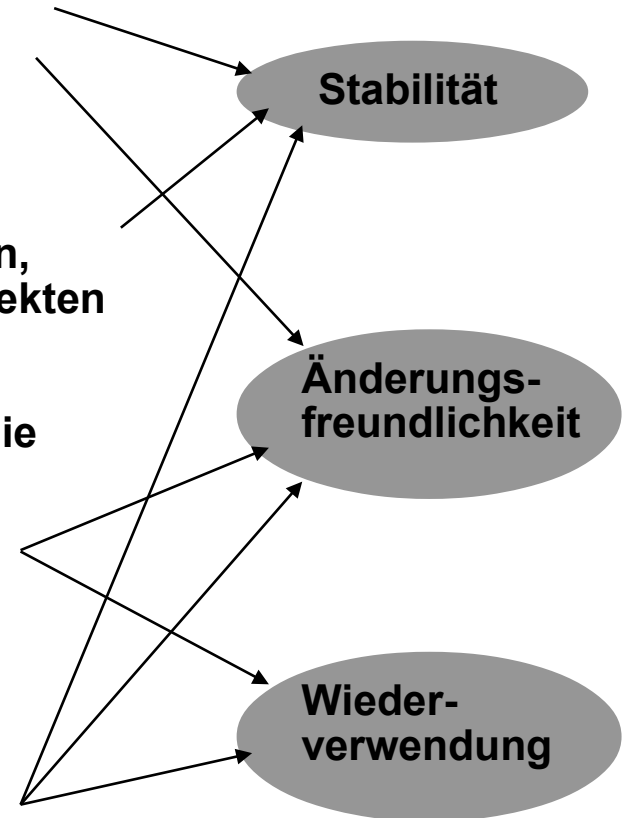 Stabilität
n,
ekten
Änderungs-
freundlichkeit
ie
Wieder-
verwendung